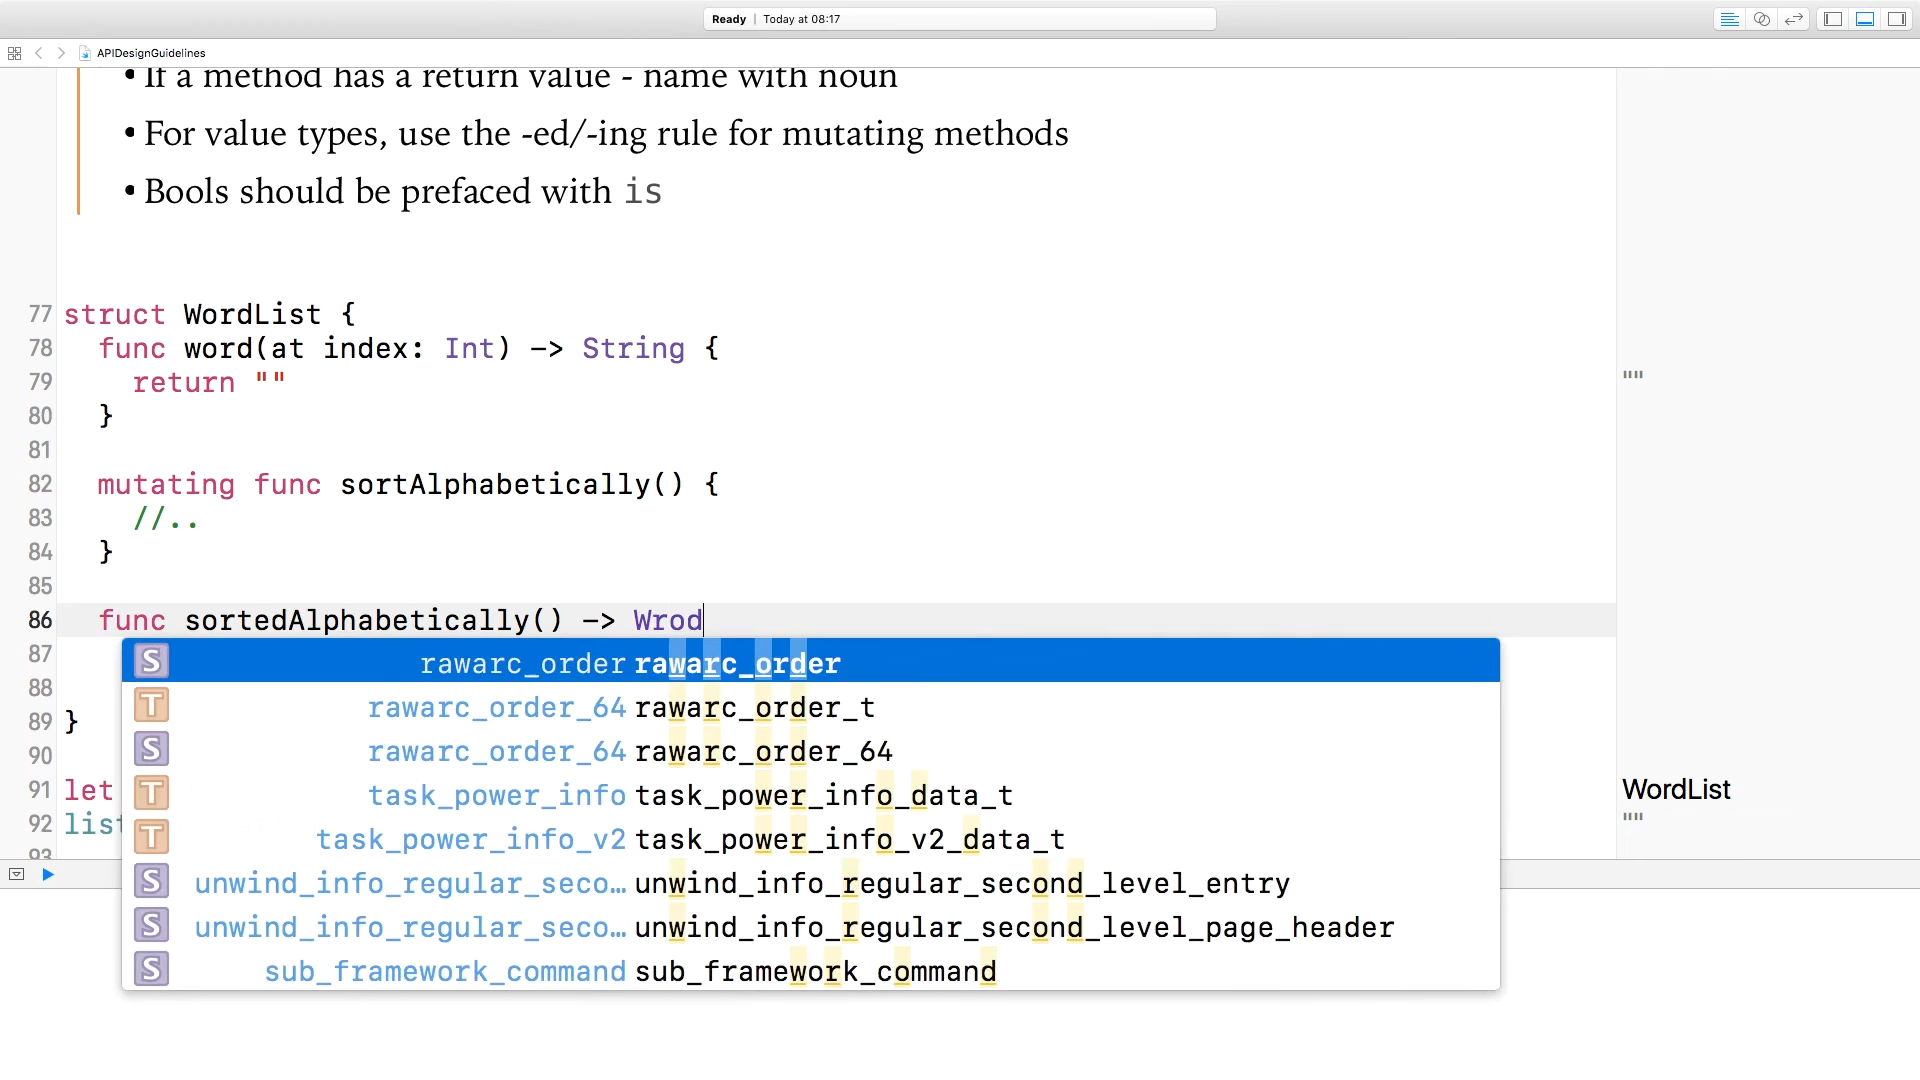 Ready | Today at 08:17
APIDesignGuidelines
• If a method has a return value - name with noun
• For value types, use the -ed/-ing rule for mutating methods
• Bools should be prefaced with is
77 struct WordList {
78 func word(at index: Int) -> String {
79 return "" ""
80 }
81
82 mutating func sortAlphabetically() {
83 //..
84 }
85
86 func sortedAlphabetically() -> Wrod
87 S rawarc_order rawarc_order
88 T rawarc_order_64 rawarc_order_t
89 } S rawarc_order_64 rawarc_order_64
90
91 let T task_power_info task_power_info_data_t WordList
92 list T task_power_info_v2 task_power_info_v2_data_t ""
93
S unwind_info_regular_seco… unwind_info_regular_second_level_entry
S unwind_info_regular_seco… unwind_info_regular_second_level_page_header
S sub_framework_command sub_framework_command